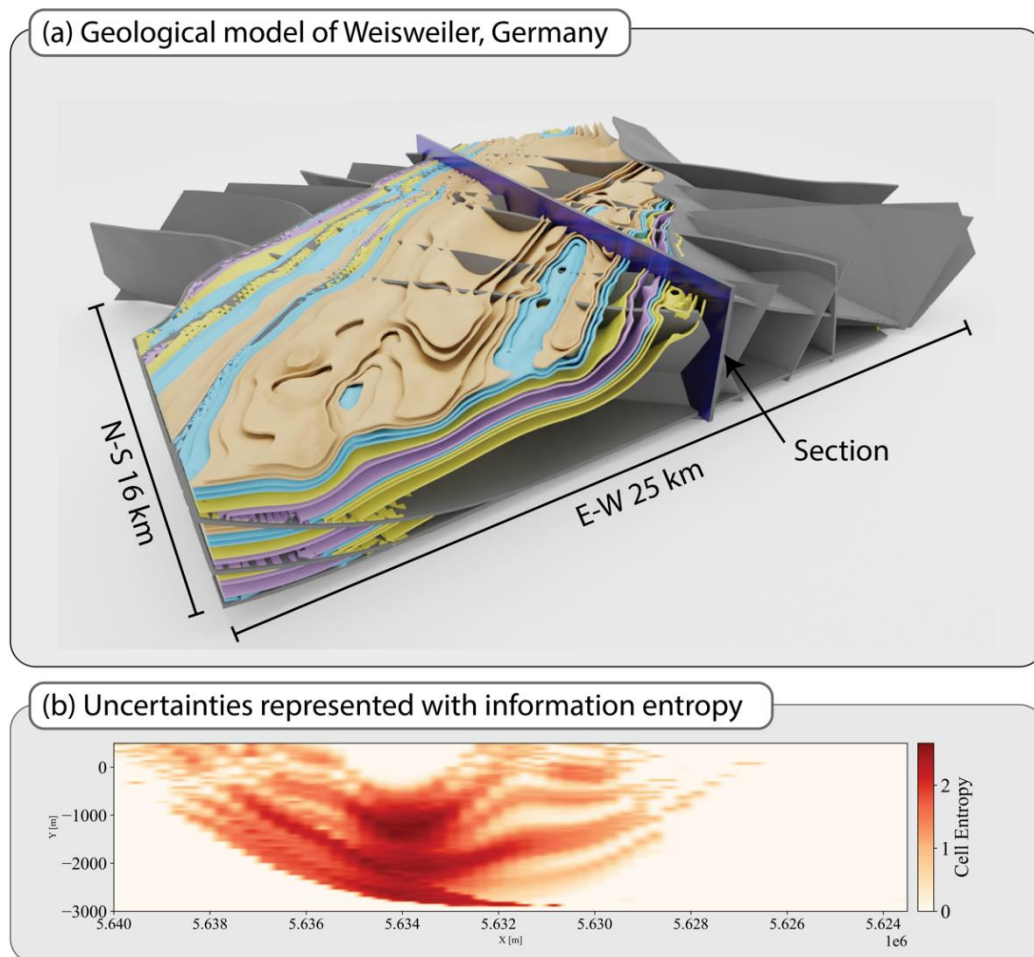 (a) Geological model of Weisweiler, Germany
N-S 16 km
E-W 25 km
Section
(b) Uncertainties represented with information entropy
0
−1000
−2000
−3000
Y [m]
5.640
5.638
5.636
5.634
5.632
5.630
5.628
5.626
5.624
1e6
X [m]
2
1
0
Cell Entropy